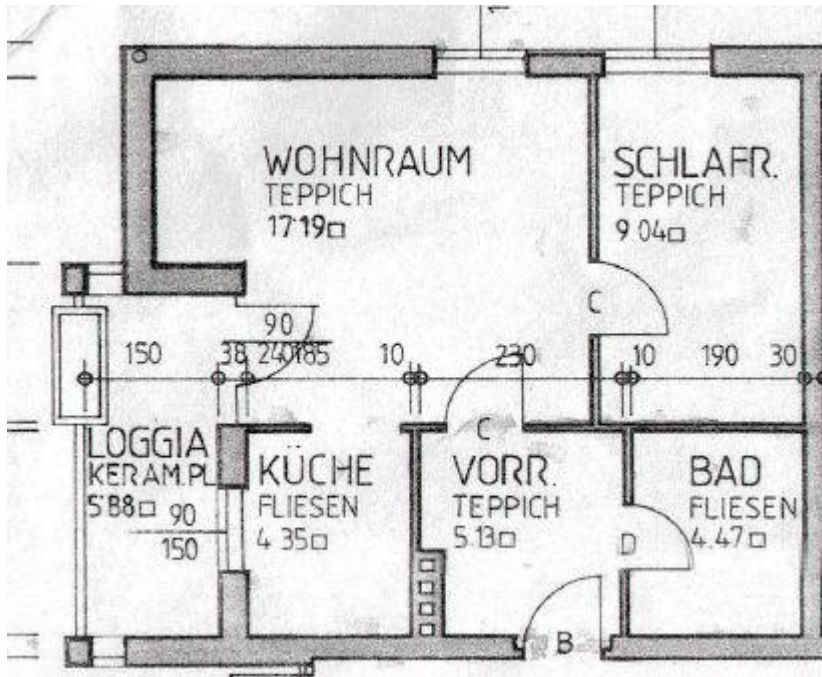 WOHNRAUM
TEPPICH
17·19□
SCHLAFR.
TEPPICH
9 04□
C
90
240
150
38
185
10
230
10
190
30
C
LOGGIA
KERAM.PL
5·88□
90
150
KÜCHE
FLIESEN
4 35□
VORR.
TEPPICH
5.13□
BAD
FLIESEN
4.47□
D
B